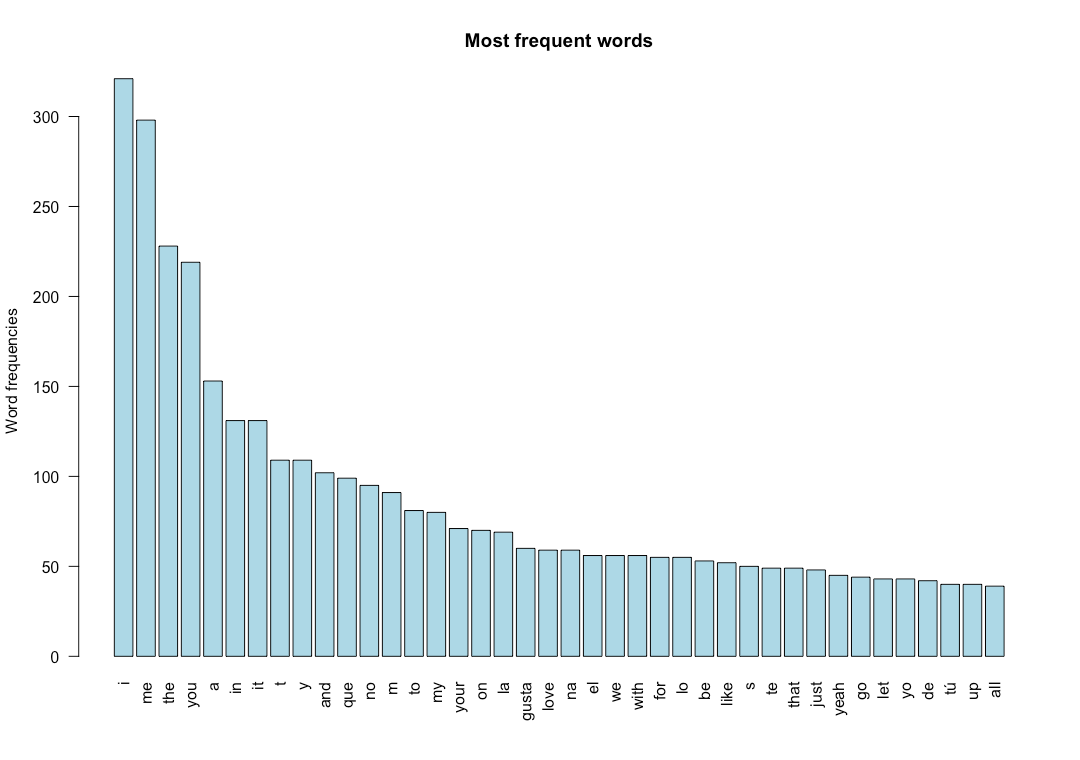 Most frequent words
Word frequencies
300
250
200
150
100
50
0
i me the you a in it t y and que no m to my your on la gusta love na el we with for lo be like s te that just yeah go let yo de tú up all